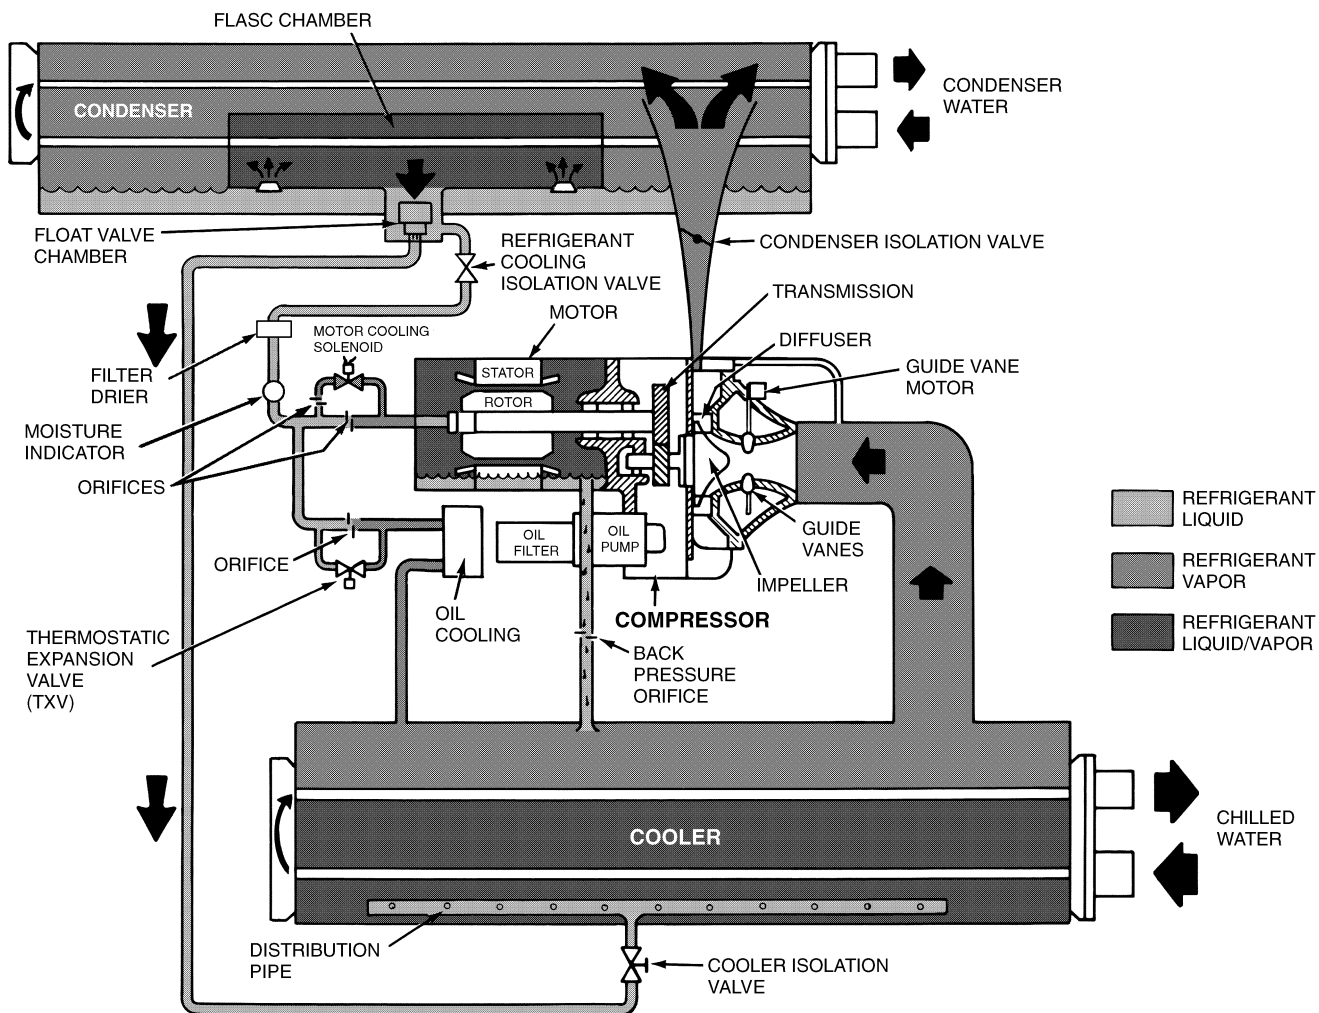 FLASC CHAMBER
CONDENSER
CONDENSER
WATER
FLOAT VALVE
CHAMBER
REFRIGERANT
COOLING
ISOLATION VALVE
CONDENSER ISOLATION VALVE
TRANSMISSION
MOTOR
MOTOR COOLING
SOLENOID
DIFFUSER
GUIDE VANE
MOTOR
FILTER
DRIER
STATOR
ROTOR
MOISTURE
INDICATOR
ORIFICES
REFRIGERANT
LIQUID
REFRIGERANT
VAPOR
REFRIGERANT
LIQUID/VAPOR
OIL
FILTER
OIL
PUMP
GUIDE
VANES
ORIFICE
IMPELLER
OIL
COOLING
COMPRESSOR
THERMOSTATIC
EXPANSION
VALVE
(TXV)
BACK
PRESSURE
ORIFICE
COOLER
CHILLED
WATER
DISTRIBUTION
PIPE
COOLER ISOLATION
VALVE